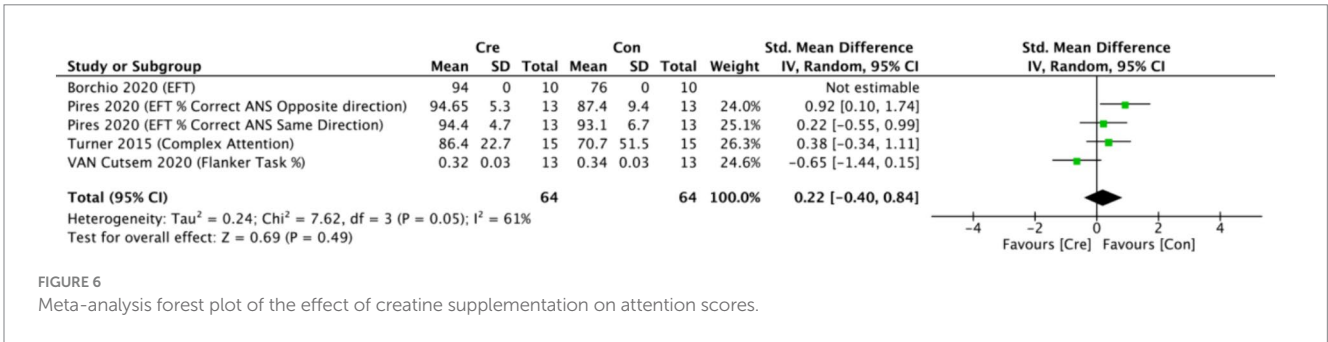 Cre Con Std. Mean Difference Std. Mean Difference
Study or Subgroup Mean SD Total Mean SD Total Weight IV, Random, 95% CI IV, Random, 95% CI
Borchio 2020 (EFT) 94 0 10 76 0 10 Not estimable
Pires 2020 (EFT % Correct ANS Opposite direction) 94.65 5.3 13 87.4 9.4 13 24.0% 0.92 [0.10, 1.74]
Pires 2020 (EFT % Correct ANS Same Direction) 94.4 4.7 13 93.1 6.7 13 25.1% 0.22 [-0.55, 0.99]
Turner 2015 (Complex Attention) 86.4 22.7 15 70.7 51.5 15 26.3% 0.38 [-0.34, 1.11]
VAN Cutsem 2020 (Flanker Task %) 0.32 0.03 13 0.34 0.03 13 24.6% -0.65 [-1.44, 0.15]
Total (95% CI) 64 64 100.0% 0.22 [-0.40, 0.84]
Heterogeneity: Tau² = 0.24; Chi² = 7.62, df = 3 (P = 0.05); I² = 61%
Test for overall effect: Z = 0.69 (P = 0.49)
-4 -2 0 2 4
Favours [Cre] Favours [Con]
FIGURE 6
Meta-analysis forest plot of the effect of creatine supplementation on attention scores.